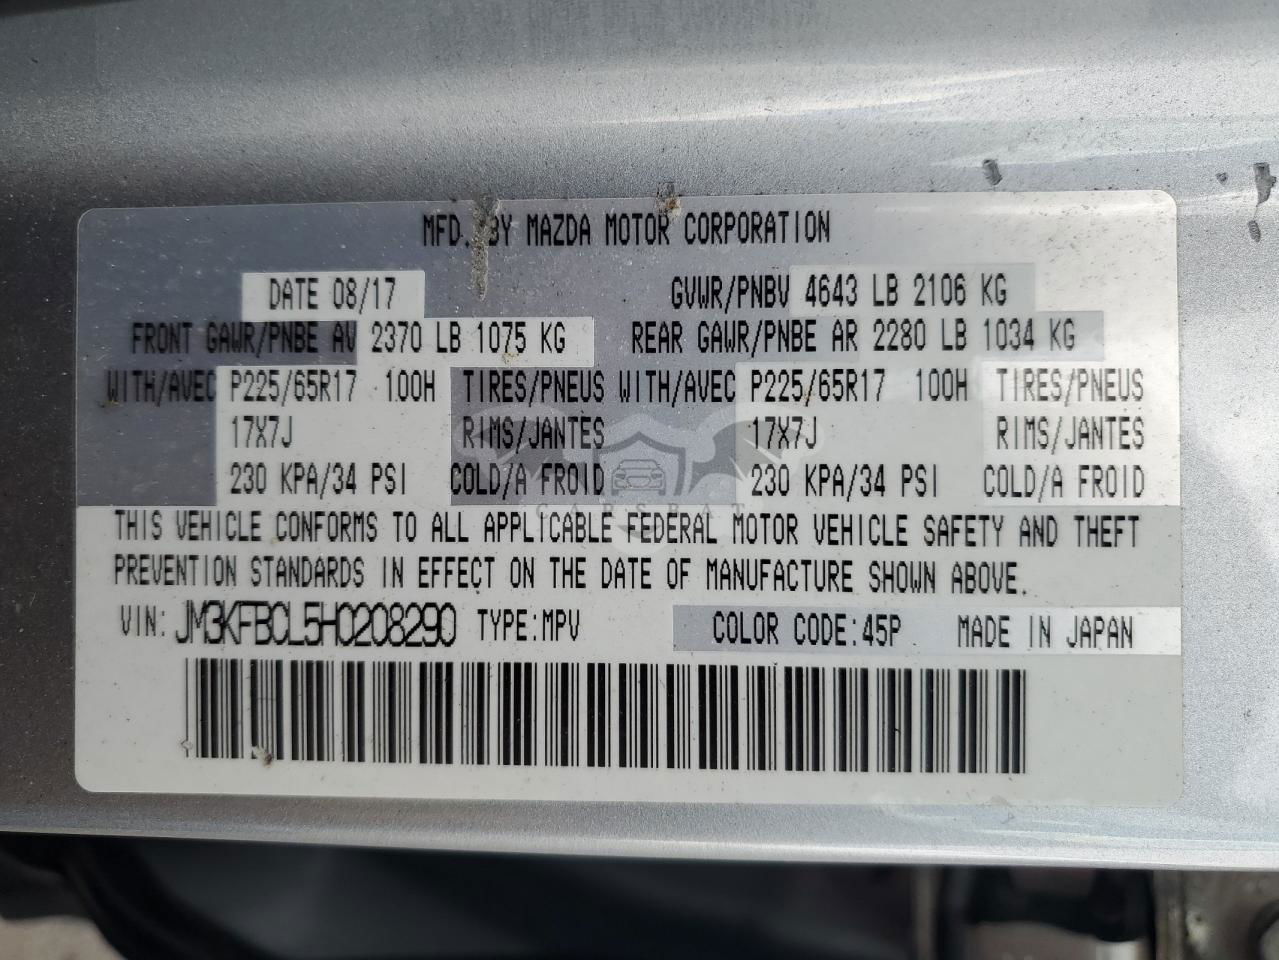 MFD. BY MAZDA MOTOR CORPORATION
DATE 08/17 GVWR/PNBV 4643 LB 2106 KG
FRONT GAWR/PNBE AV 2370 LB 1075 KG REAR GAWR/PNBE AR 2280 LB 1034 KG
WITH/AVEC P225/65R17 100H TIRES/PNEUS WITH/AVEC P225/65R17 100H TIRES/PNEUS
17X7J RIMS/JANTES 17X7J RIMS/JANTES
230 KPA/34 PSI COLD/A FROID 230 KPA/34 PSI COLD/A FROID
CARSBAT
THIS VEHICLE CONFORMS TO ALL APPLICABLE FEDERAL MOTOR VEHICLE SAFETY AND THEFT
PREVENTION STANDARDS IN EFFECT ON THE DATE OF MANUFACTURE SHOWN ABOVE.
VIN: JM3KFBCL5H0208290 TYPE:MPV COLOR CODE:45P MADE IN JAPAN